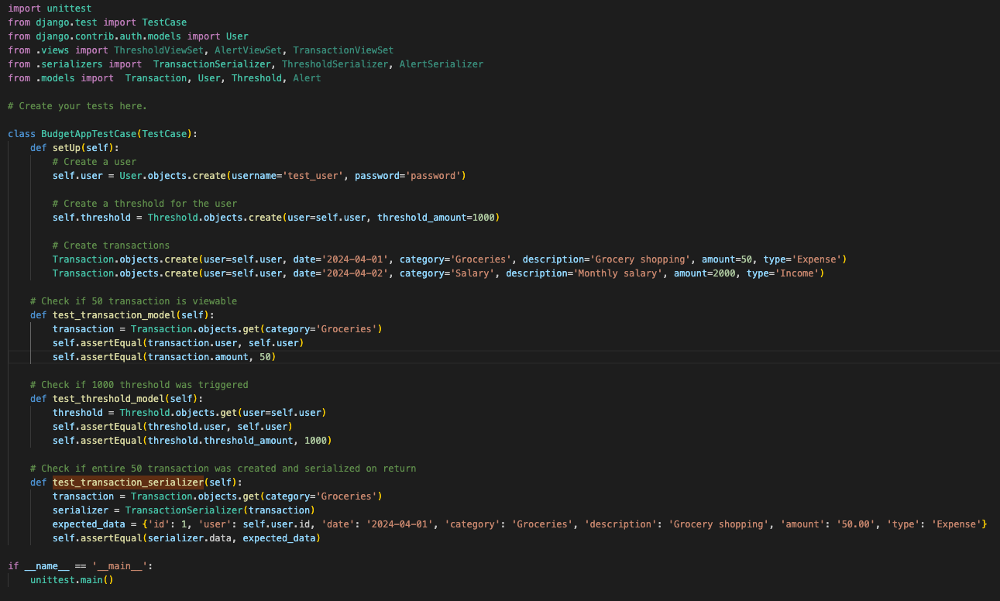 import unittest
from django.test import TestCase
from django.contrib.auth.models import User
from .views import ThresholdViewSet, AlertViewSet, TransactionViewSet
from .serializers import  TransactionSerializer, ThresholdSerializer, AlertSerializer
from .models import  Transaction, User, Threshold, Alert

# Create your tests here.

class BudgetAppTestCase(TestCase):
    def setUp(self):
        # Create a user
        self.user = User.objects.create(username='test_user', password='password')

        # Create a threshold for the user
        self.threshold = Threshold.objects.create(user=self.user, threshold_amount=1000)

        # Create transactions
        Transaction.objects.create(user=self.user, date='2024-04-01', category='Groceries', description='Grocery shopping', amount=50, type='Expense')
        Transaction.objects.create(user=self.user, date='2024-04-02', category='Salary', description='Monthly salary', amount=2000, type='Income')

    # Check if 50 transaction is viewable
    def test_transaction_model(self):
        transaction = Transaction.objects.get(category='Groceries')
        self.assertEqual(transaction.user, self.user)
        self.assertEqual(transaction.amount, 50)

    # Check if 1000 threshold was triggered
    def test_threshold_model(self):
        threshold = Threshold.objects.get(user=self.user)
        self.assertEqual(threshold.user, self.user)
        self.assertEqual(threshold.threshold_amount, 1000)

    # Check if entire 50 transaction was created and serialized on return
    def test_transaction_serializer(self):
        transaction = Transaction.objects.get(category='Groceries')
        serializer = TransactionSerializer(transaction)
        expected_data = {'id': 1, 'user': self.user.id, 'date': '2024-04-01', 'category': 'Groceries', 'description': 'Grocery shopping', 'amount': '50.00', 'type': 'Expense'}
        self.assertEqual(serializer.data, expected_data)

if __name__ == '__main__':
    unittest.main()